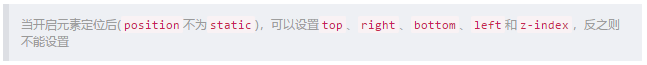 当开启元素定位后(position 不为 static )，可以设置 top 、 right 、 bottom 、 left 和 z-index ，反之则
不能设置